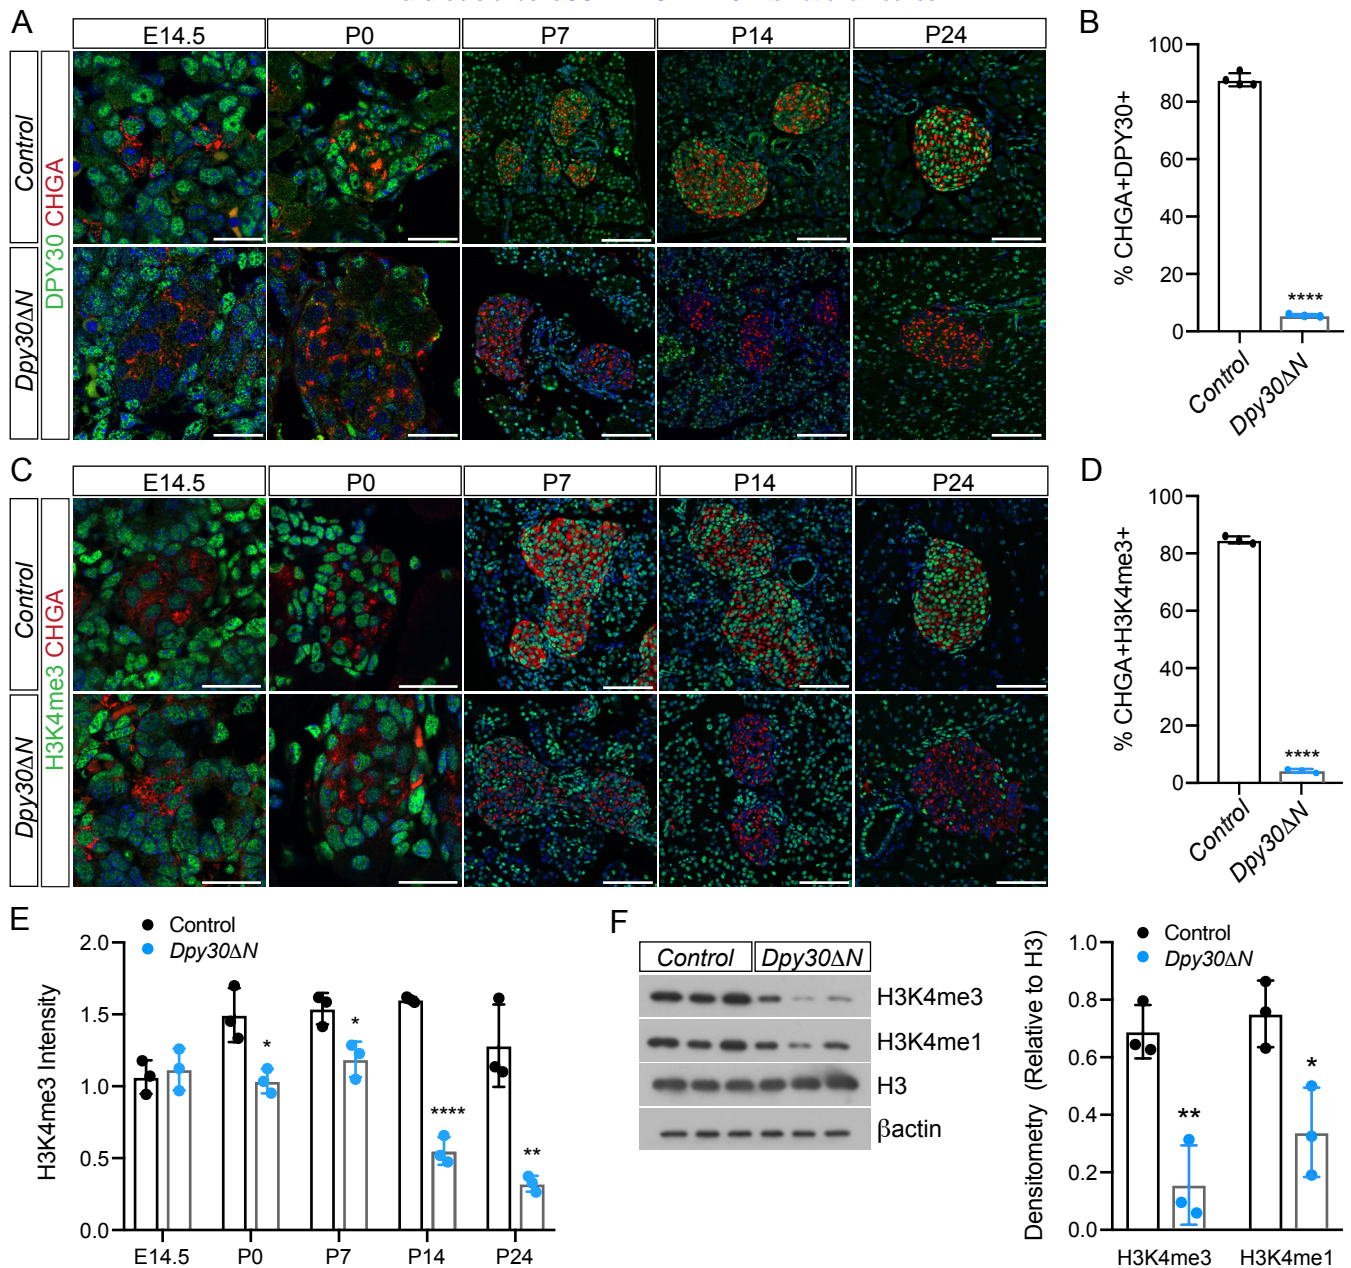 A
E14.5 P0 P7 P14 P24
Control
Dpy30ΔN
DPY30 CHGA
B
% CHGA+DPY30+
100
80
60
40
20
0
****
Control
Dpy30ΔN
C
E14.5 P0 P7 P14 P24
Control
Dpy30ΔN
H3K4me3 CHGA
D
% CHGA+H3K4me3+
100
80
60
40
20
0
****
Control
Dpy30ΔN
E
Control
Dpy30ΔN
H3K4me3 Intensity
2.0
1.5
1.0
0.5
0.0
* * **** **
E14.5 P0 P7 P14 P24
F
Control Dpy30ΔN
H3K4me3
H3K4me1
H3
βactin
Control
Dpy30ΔN
Densitometry (Relative to H3)
1.0
0.8
0.6
0.4
0.2
0.0
** *
H3K4me3 H3K4me1